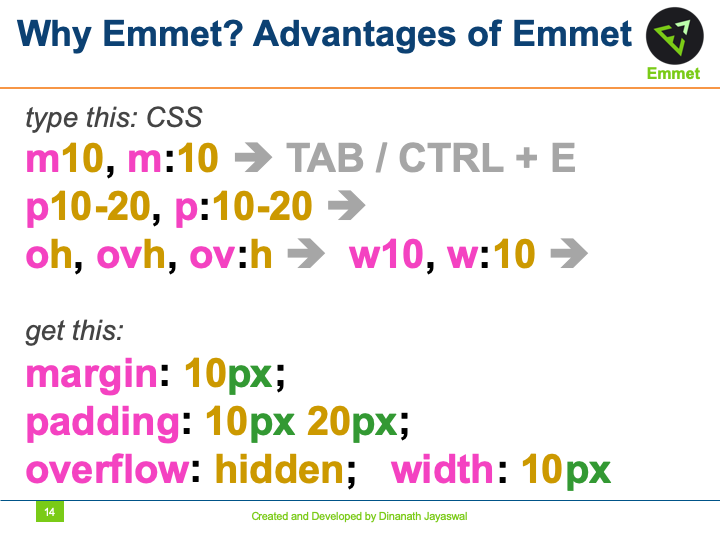 Why Emmet? Advantages of Emmet
Emmet
type this: CSS
m10, m:10 ➔ TAB / CTRL + E
p10-20, p:10-20 ➔
oh, ovh, ov:h ➔ w10, w:10 ➔
get this:
margin: 10px;
padding: 10px 20px;
overflow: hidden; width: 10px
14
Created and Developed by Dinanath Jayaswal